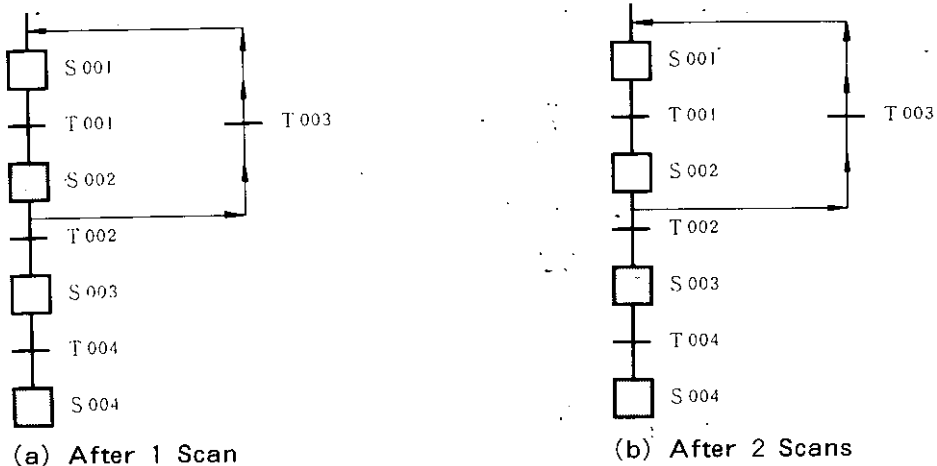 S 001
T 001
T 003
S 002
T 002
S 003
T 004
S 004
(a) After 1 Scan
S 001
T 001
T 003
S 002
T 002
S 003
T 004
S 004
(b) After 2 Scans